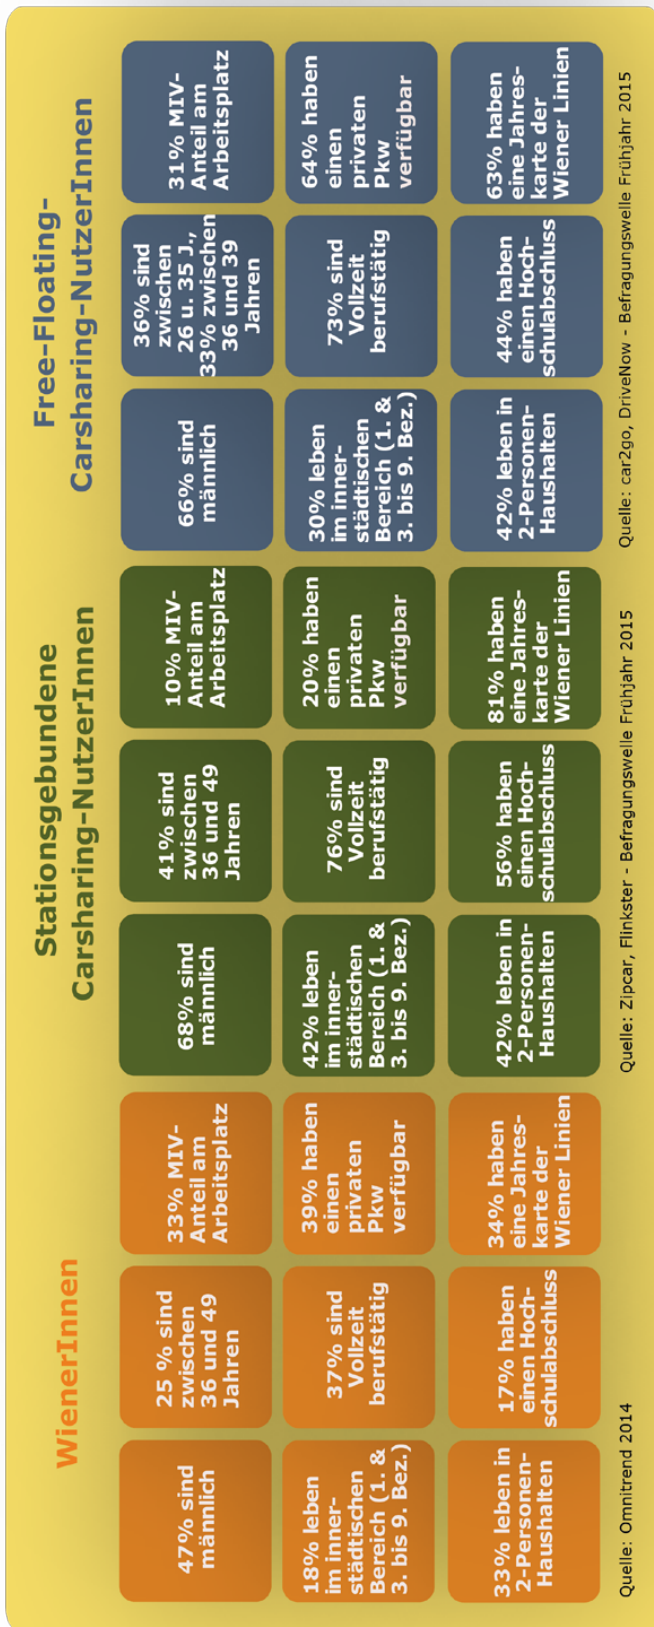 WienerInnen
47% sind
männlich
25 % sind
zwischen
36 und 49
Jahren
33% MIV-
Anteil am
Arbeitsplatz
18% leben
im inner-
städtischen
Bereich (1. &
3. bis 9. Bez.)
37% sind
Vollzeit
berufstätig
39% haben
einen
privaten
Pkw
verfügbar
33% leben in
2-Personen-
Haushalten
17% haben
einen Hoch-
schulabschluss
34% haben
eine Jahres-
karte der
Wiener Linien
Quelle: Omnitrend 2014
Stationsgebundene
Carsharing-NutzerInnen
68% sind
männlich
41% sind
zwischen
36 und 49
Jahren
10% MIV-
Anteil am
Arbeitsplatz
42% leben
im inner-
städtischen
Bereich (1. &
3. bis 9. Bez.)
76% sind
Vollzeit
berufstätig
20% haben
einen
privaten
Pkw
verfügbar
42% leben in
2-Personen-
Haushalten
56% haben
einen Hoch-
schulabschluss
81% haben
eine Jahres-
karte der
Wiener Linien
Quelle: Zipcar, Flinkster - Befragungswelle Frühjahr 2015
Free-Floating-
Carsharing-NutzerInnen
66% sind
männlich
36% sind
zwischen
26 u. 35 J.,
33% zwischen
36 und 39
Jahren
31% MIV-
Anteil am
Arbeitsplatz
30% leben
im inner-
städtischen
Bereich (1. &
3. bis 9. Bez.)
73% sind
Vollzeit
berufstätig
64% haben
einen
privaten
Pkw
verfügbar
42% leben in
2-Personen-
Haushalten
44% haben
einen Hoch-
schulabschluss
63% haben
eine Jahres-
karte der
Wiener Linien
Quelle: car2go, DriveNow - Befragungswelle Frühjahr 2015